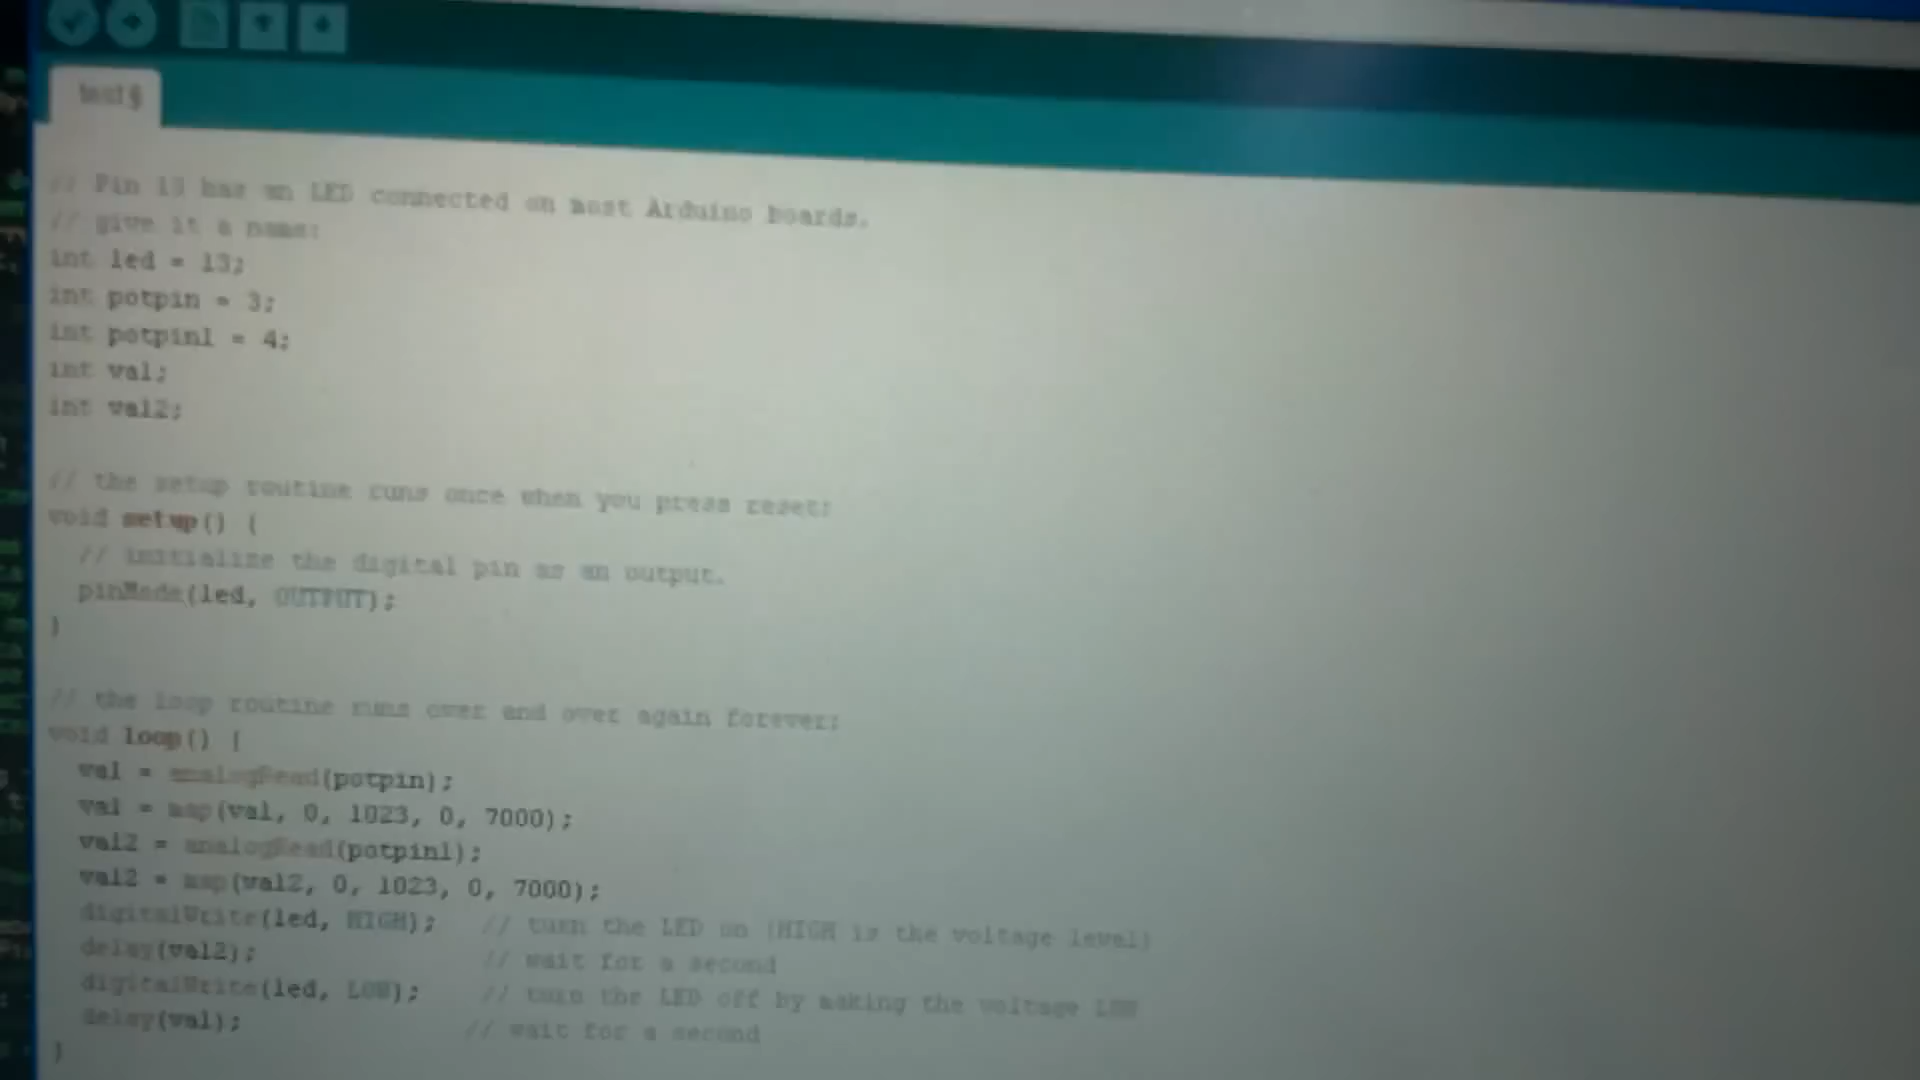 test §
// Pin 13 has an LED connected on most Arduino boards.
// give it a name:
int led = 13;
int potpin = 3;
int potpin1 = 4;
int val;
int val2;
// the setup routine runs once when you press reset:
void setup() {
// initialize the digital pin as an output.
pinMode(led, OUTPUT);
}
// the loop routine runs over and over again forever:
void loop() {
val = analogRead(potpin);
val = map(val, 0, 1023, 0, 7000);
val2 = analogRead(potpin1);
val2 = map(val2, 0, 1023, 0, 7000);
digitalWrite(led, HIGH); // turn the LED on (HIGH is the voltage level)
delay(val2); // wait for a second
digitalWrite(led, LOW); // turn the LED off by making the voltage LOW
delay(val); // wait for a second
}